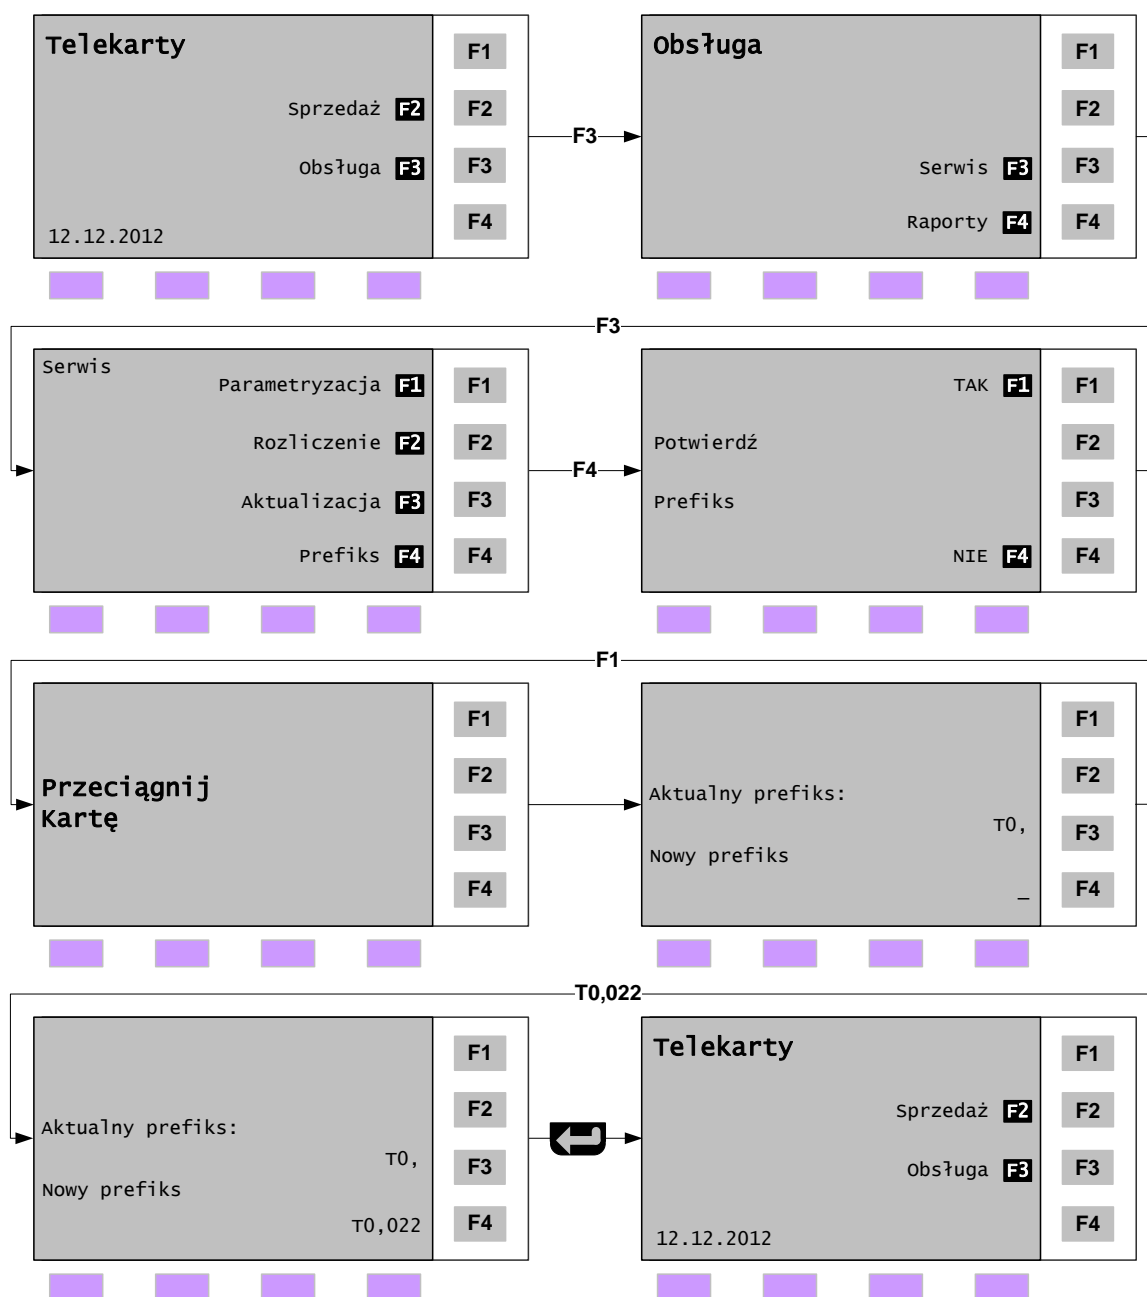 Telekarty
Sprzedaż F2
Obsługa F3
12.12.2012
F1
F2
F3
F4
F3
Obsługa
Serwis F3
Raporty F4
F1
F2
F3
F4
F3
Serwis
Parametryzacja F1
Rozliczenie F2
Aktualizacja F3
Prefiks F4
F1
F2
F3
F4
F4
TAK F1
Potwierdź
Prefiks
NIE F4
F1
F2
F3
F4
F1
Przeciągnij
Kartę
F1
F2
F3
F4
Aktualny prefiks:
T0,
Nowy prefiks
_
F1
F2
F3
F4
T0,022
Aktualny prefiks:
T0,
Nowy prefiks
T0,022
F1
F2
F3
F4
Telekarty
Sprzedaż F2
Obsługa F3
12.12.2012
F1
F2
F3
F4